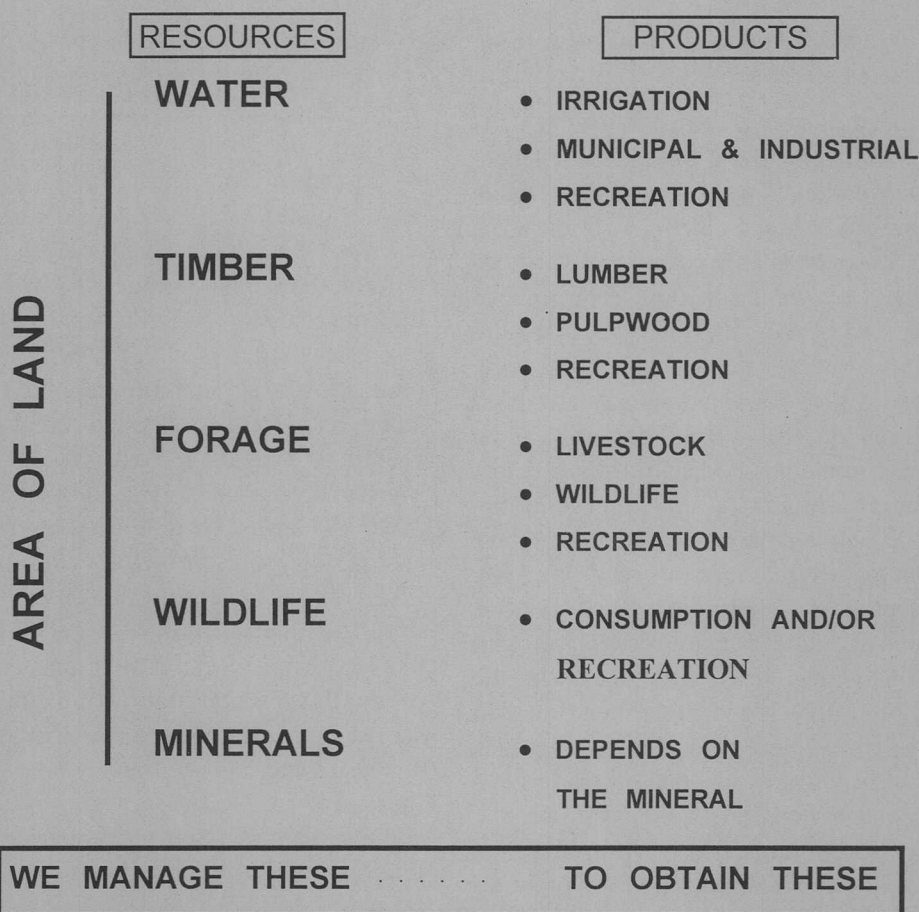 RESOURCES PRODUCTS
AREA OF LAND
WATER
• IRRIGATION
• MUNICIPAL & INDUSTRIAL
• RECREATION
TIMBER
• LUMBER
• PULPWOOD
• RECREATION
FORAGE
• LIVESTOCK
• WILDLIFE
• RECREATION
WILDLIFE
• CONSUMPTION AND/OR
RECREATION
MINERALS
• DEPENDS ON
THE MINERAL
WE MANAGE THESE . . . . . . TO OBTAIN THESE